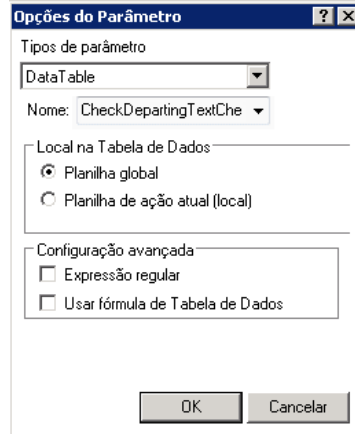 Opções do Parâmetro
Tipos de parâmetro
DataTable
Nome: CheckDepartingTextChe
Local na Tabela de Dados
Planilha global
Planilha de ação atual (local)
Configuração avançada
Expressão regular
Usar fórmula de Tabela de Dados
OK Cancelar